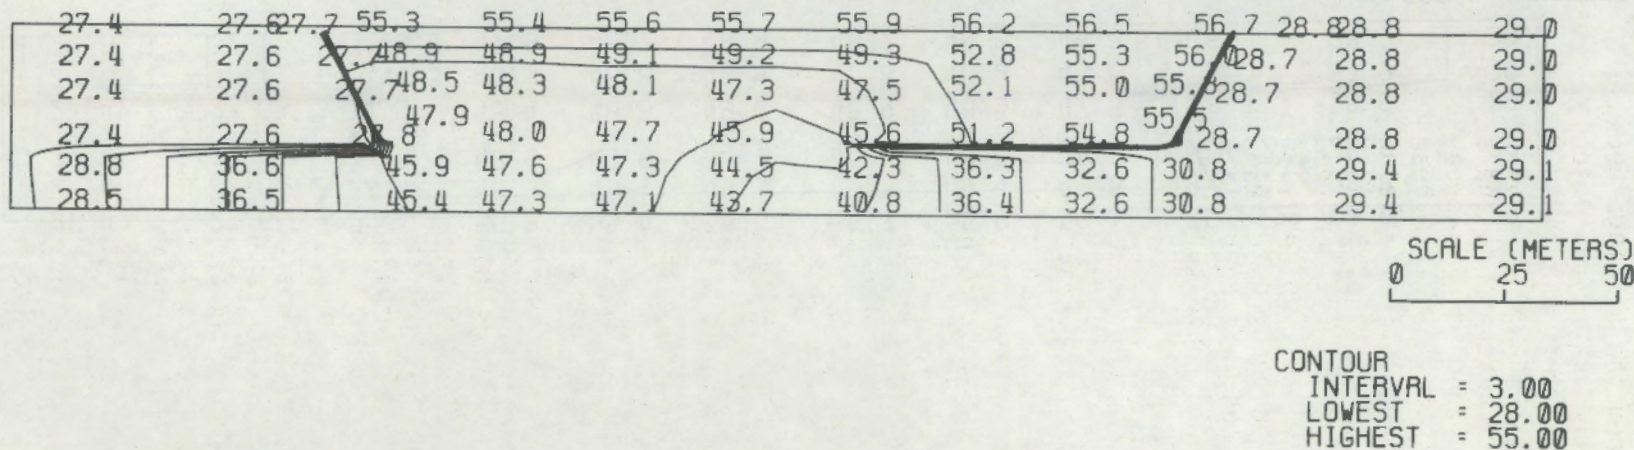 27.4 27.6 27.7 55.3 55.4 55.6 55.7 55.9 56.2 56.5 56.7 28.8 28.8 29.0
27.4 27.6 48.9 48.9 49.1 49.2 49.3 52.8 55.3 56.0 28.7 28.8 29.0
27.4 27.6 27.7 48.5 48.3 48.1 47.3 47.5 52.1 55.0 28.7 28.8 29.0
47.9
27.4 27.6 48.0 47.7 45.9 45.6 51.2 54.8 28.7 28.8 29.0
28.8 36.6 45.9 47.6 47.3 44.5 42.3 36.3 32.6 30.8 29.4 29.1
28.5 36.5 45.4 47.3 47.1 43.7 40.8 36.4 32.6 30.8 29.4 29.1
SCALE (METERS)
0 25 50
CONTOUR
INTERVAL = 3.00
LOWEST = 28.00
HIGHEST = 55.00